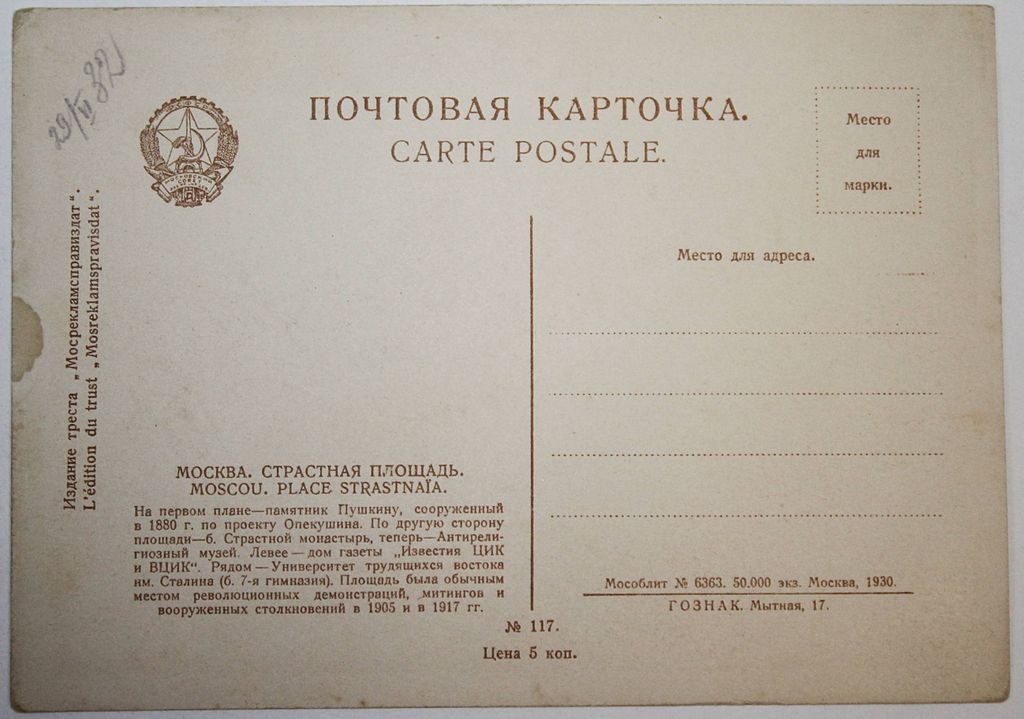 29/VI 32
ПОЧТОВАЯ КАРТОЧКА.
CARTE POSTALE.
Место
для
марки.
Место для адреса.
Издание треста „Мосрекламсправиздат“.
L'édition du trust „Mosreklamspravisdat“.
МОСКВА. СТРАСТНАЯ ПЛОЩАДЬ.
MOSCOU. PLACE STRASTNAÏA.
На первом плане—памятник Пушкину, сооруженный
в 1880 г. по проекту Опекушина. По другую сторону
площади—б. Страстной монастырь, теперь—Антирели-
гиозный музей. Левее—дом газеты „Известия ЦИК
и ВЦИК“. Рядом—Университет трудящихся востока
им. Сталина (б. 7-я гимназия). Площадь была обычным
местом революционных демонстраций, митингов и
вооруженных столкновений в 1905 и в 1917 гг.
№ 117.
Цена 5 коп.
Мособлит № 6363. 50.000 экз. Москва, 1930.
ГОЗНАК. Мытная, 17.